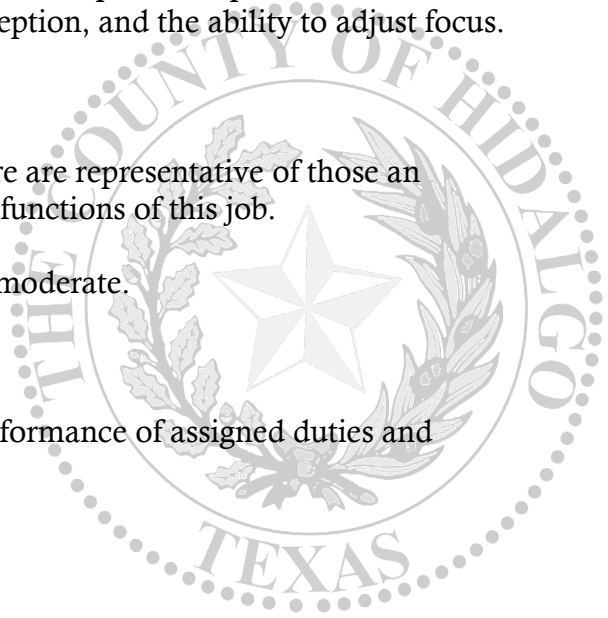 eption, and the ability to adjust focus.
re are representative of those an
functions of this job.
moderate.
formance of assigned duties and
THE COUNTY OF HIDALGO
TEXAS